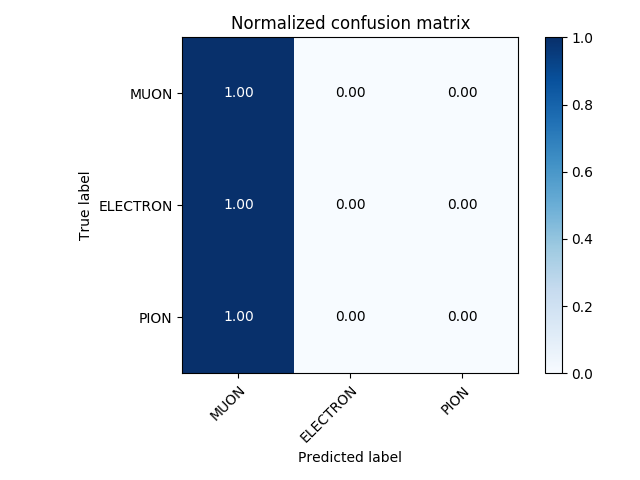 Normalized confusion matrix
True label
MUON 1.00 0.00 0.00
ELECTRON 1.00 0.00 0.00
PION 1.00 0.00 0.00
MUON ELECTRON PION
Predicted label
1.0
0.8
0.6
0.4
0.2
0.0